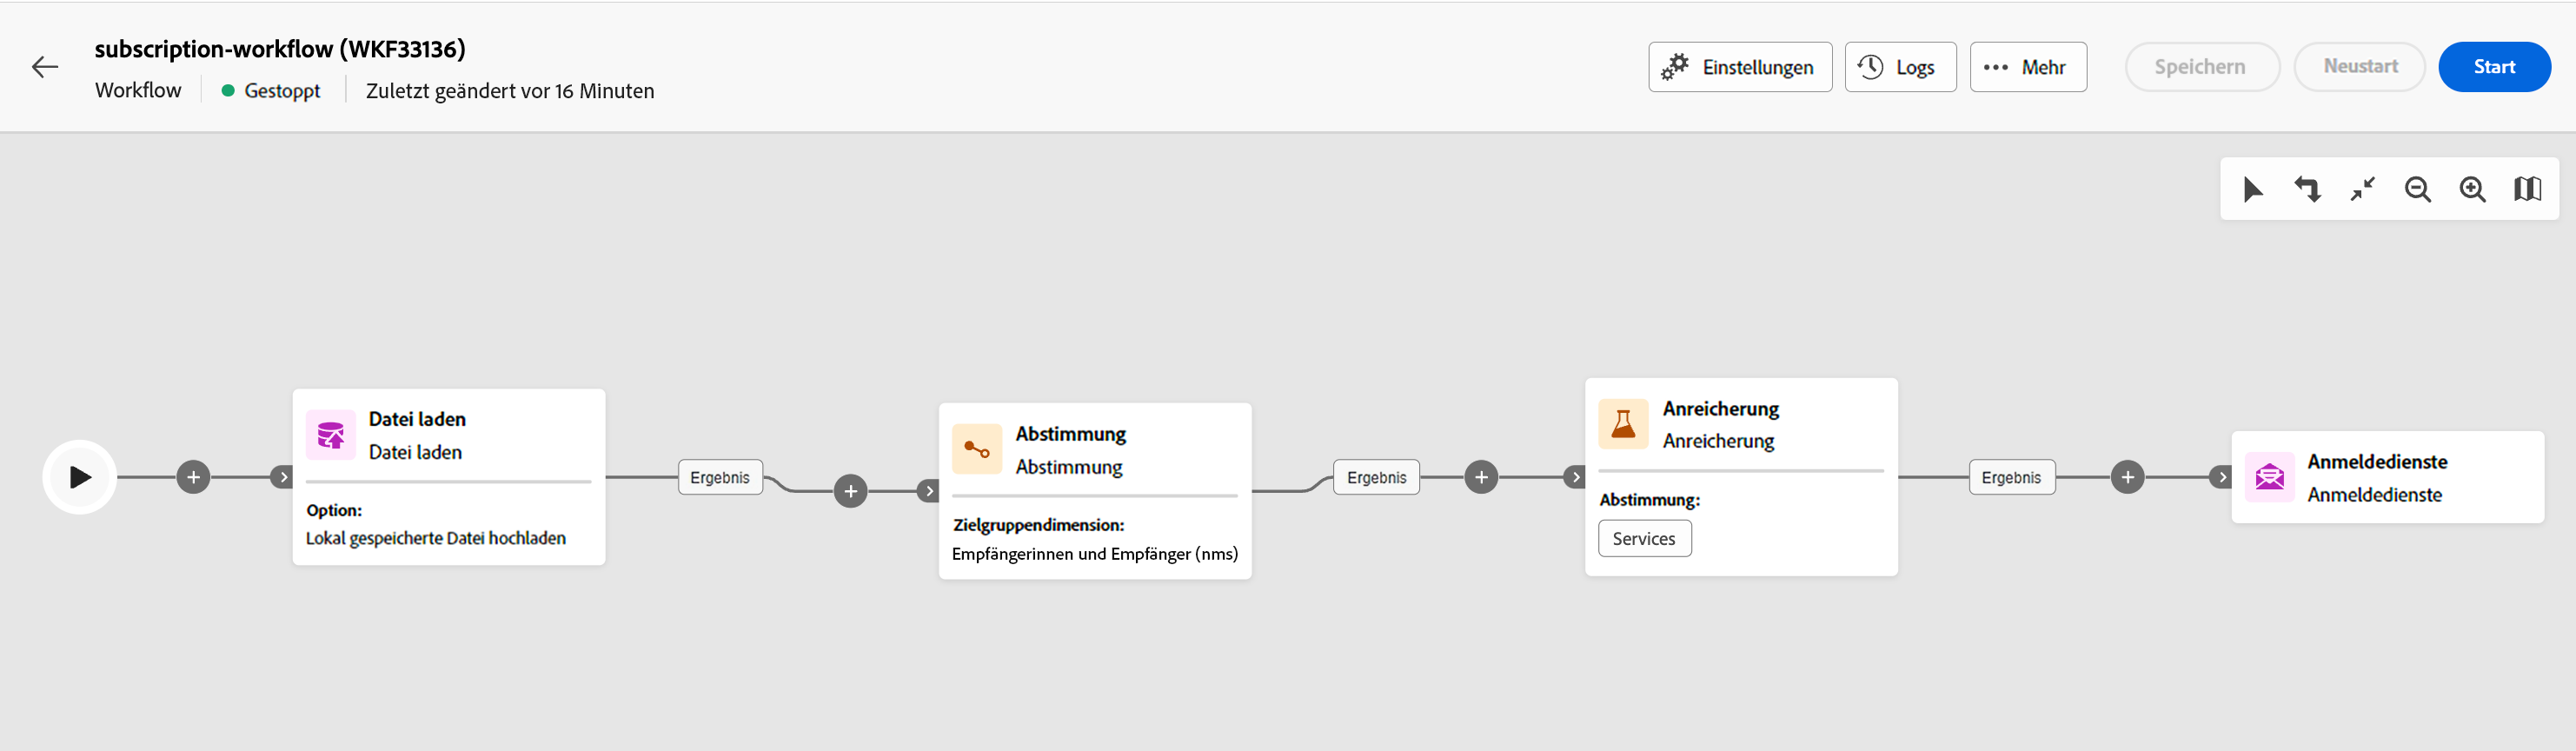 subscription-workflow (WKF33136)
Workflow
Gestoppt
Zuletzt geändert vor 16 Minuten
Einstellungen
Logs
Mehr
Speichern
Neustart
Start
Datei laden
Datei laden
Option:
Lokal gespeicherte Datei hochladen
Ergebnis
Abstimmung
Abstimmung
Zielgruppendimension:
Empfängerinnen und Empfänger (nms)
Ergebnis
Anreicherung
Anreicherung
Abstimmung:
Services
Ergebnis
Anmeldedienste
Anmeldedienste